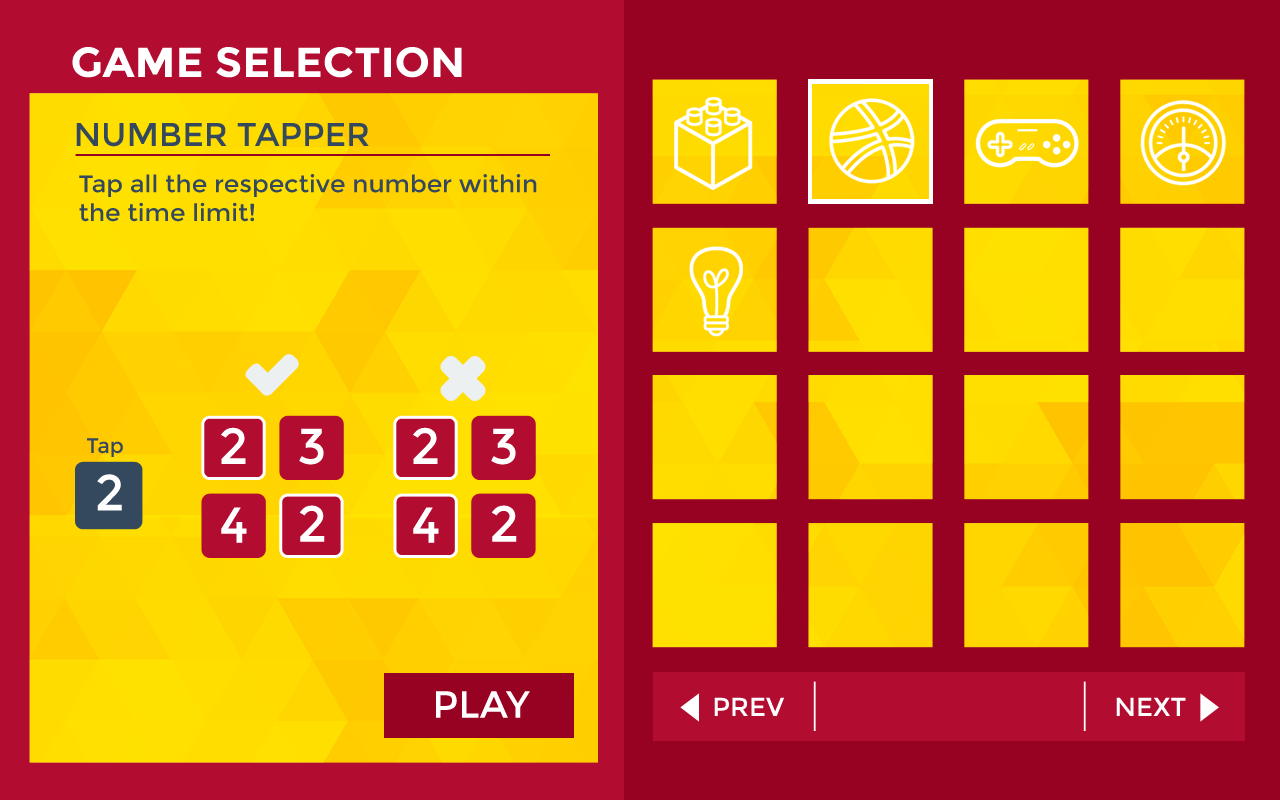 GAME SELECTION
NUMBER TAPPER
Tap all the respective number within
the time limit!
Tap
2
2 3
4 2
2 3
4 2
PLAY
PREV
NEXT